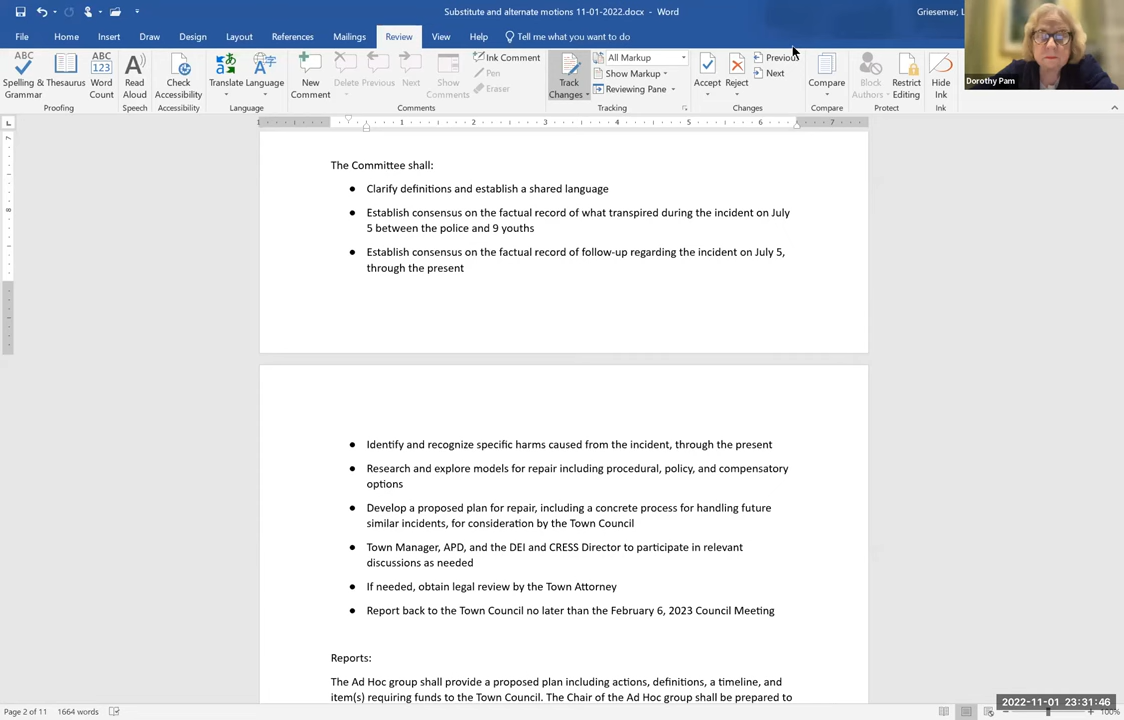 Substitute and alternate motions 11-01-2022.docx - Word
Griesemer, L
File Home Insert Draw Design Layout References Mailings Review View Help Tell me what you want to do
Dorothy Pam
Spelling & Grammar
Thesaurus
Word Count
Read Aloud
Check Accessibility
Translate
Language
New Comment
Delete
Previous
Next
Show Comments
Ink Comment
Pen
Eraser
Track Changes
All Markup
Show Markup
Reviewing Pane
Accept
Reject
Previous
Next
Compare
Block Authors
Restrict Editing
Hide Ink
Proofing Speech Accessibility Language Comments Tracking Changes Compare Protect Ink
1 2 3 4 5 6 7
The Committee shall:
● Clarify definitions and establish a shared language
● Establish consensus on the factual record of what transpired during the incident on July
5 between the police and 9 youths
● Establish consensus on the factual record of follow-up regarding the incident on July 5,
through the present
● Identify and recognize specific harms caused from the incident, through the present
● Research and explore models for repair including procedural, policy, and compensatory
options
● Develop a proposed plan for repair, including a concrete process for handling future
similar incidents, for consideration by the Town Council
● Town Manager, APD, and the DEI and CRESS Director to participate in relevant
discussions as needed
● If needed, obtain legal review by the Town Attorney
● Report back to the Town Council no later than the February 6, 2023 Council Meeting
Reports:
The Ad Hoc group shall provide a proposed plan including actions, definitions, a timeline, and
item(s) requiring funds to the Town Council. The Chair of the Ad Hoc group shall be prepared to
Page 2 of 11 1664 words
2022-11-01 23:31:46
100%